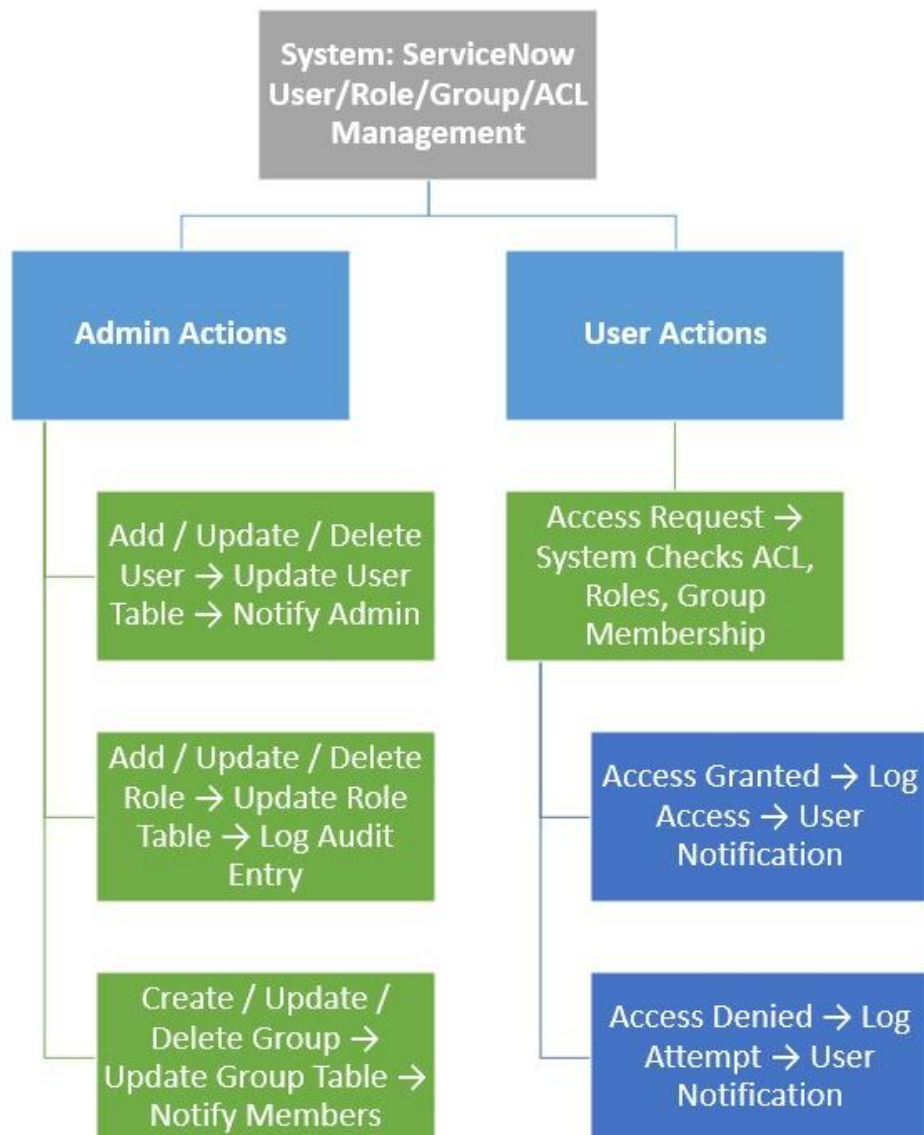 System: ServiceNow
User/Role/Group/ACL
Management
Admin Actions
User Actions
Add / Update / Delete
User → Update User
Table → Notify Admin
Add / Update / Delete
Role → Update Role
Table → Log Audit
Entry
Create / Update /
Delete Group →
Update Group Table →
Notify Members
Access Request →
System Checks ACL,
Roles, Group
Membership
Access Granted → Log
Access → User
Notification
Access Denied → Log
Attempt → User
Notification